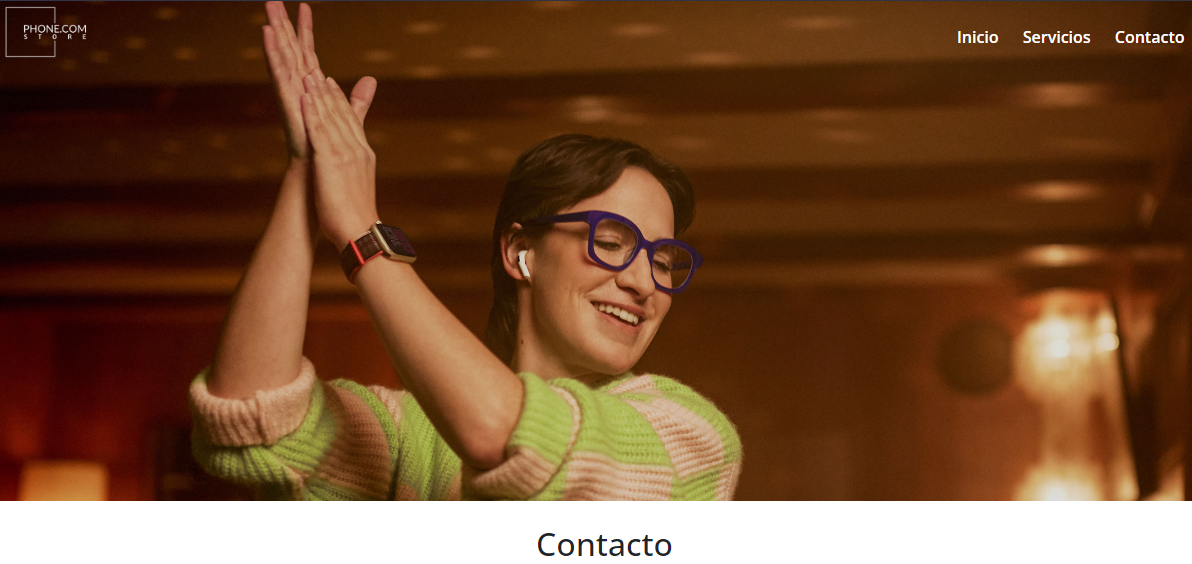 PHONE.COM
STORE
Inicio Servicios Contacto
Contacto